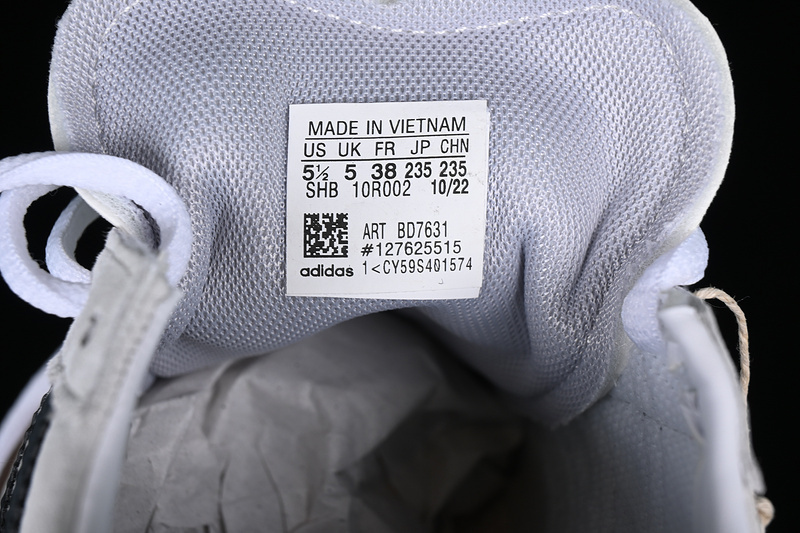 MADE IN VIETNAM
US UK FR JP CHN
5½ 5 38 235 235
SHB 10R002 10/22
ART BD7631
#127625515
adidas 1<CY59S401574